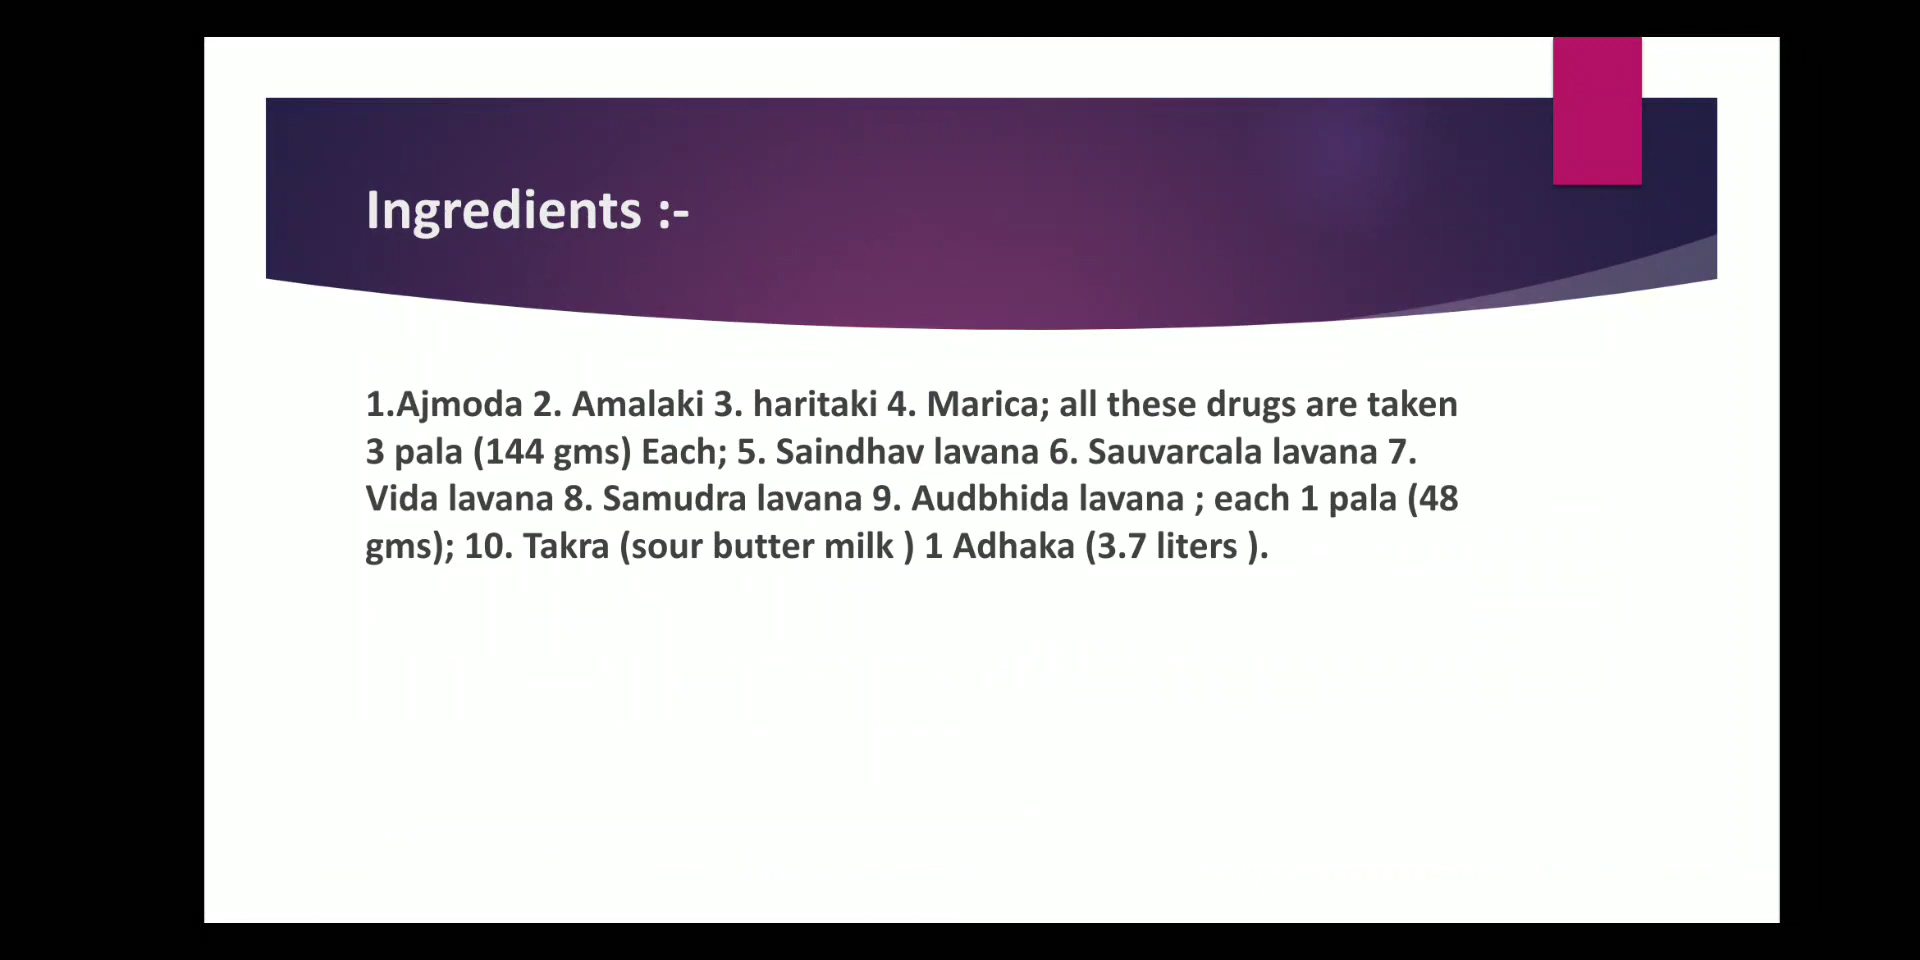 Ingredients :-
1.Ajmoda 2. Amalaki 3. haritaki 4. Marica; all these drugs are taken
3 pala (144 gms) Each; 5. Saindhav lavana 6. Sauvarcala lavana 7.
Vida lavana 8. Samudra lavana 9. Audbhida lavana ; each 1 pala (48
gms); 10. Takra (sour butter milk ) 1 Adhaka (3.7 liters ).